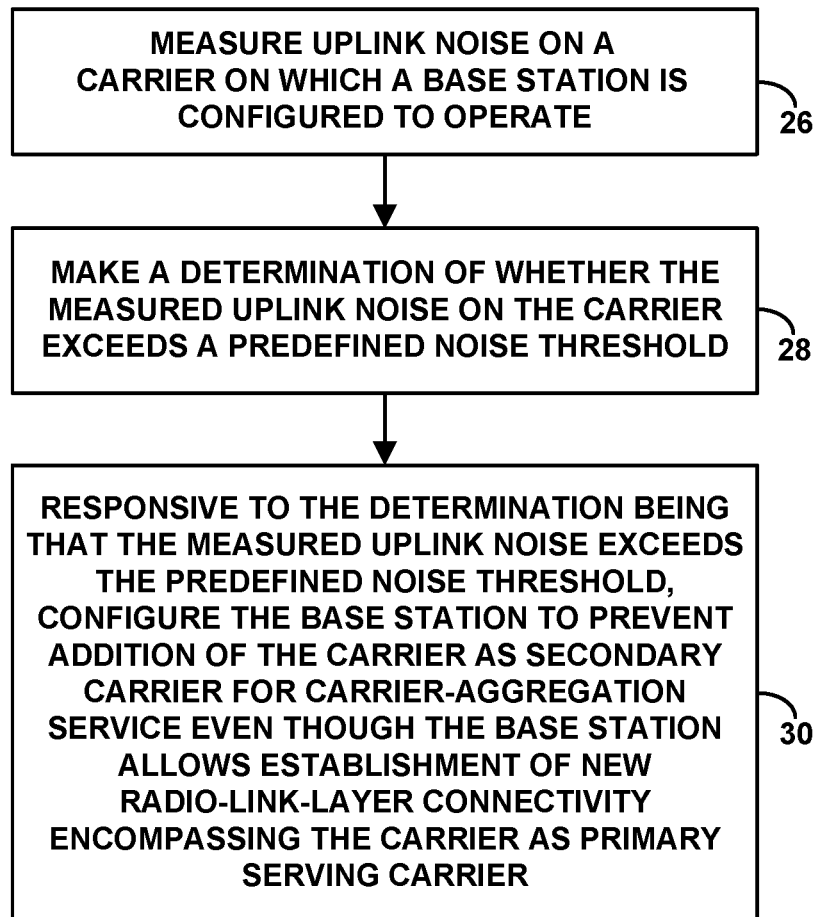 MEASURE UPLINK NOISE ON A
CARRIER ON WHICH A BASE STATION IS
CONFIGURED TO OPERATE
26
MAKE A DETERMINATION OF WHETHER THE
MEASURED UPLINK NOISE ON THE CARRIER
EXCEEDS A PREDEFINED NOISE THRESHOLD
28
RESPONSIVE TO THE DETERMINATION BEING
THAT THE MEASURED UPLINK NOISE EXCEEDS
THE PREDEFINED NOISE THRESHOLD,
CONFIGURE THE BASE STATION TO PREVENT
ADDITION OF THE CARRIER AS SECONDARY
CARRIER FOR CARRIER-AGGREGATION
SERVICE EVEN THOUGH THE BASE STATION
ALLOWS ESTABLISHMENT OF NEW
RADIO-LINK-LAYER CONNECTIVITY
ENCOMPASSING THE CARRIER AS PRIMARY
SERVING CARRIER
30